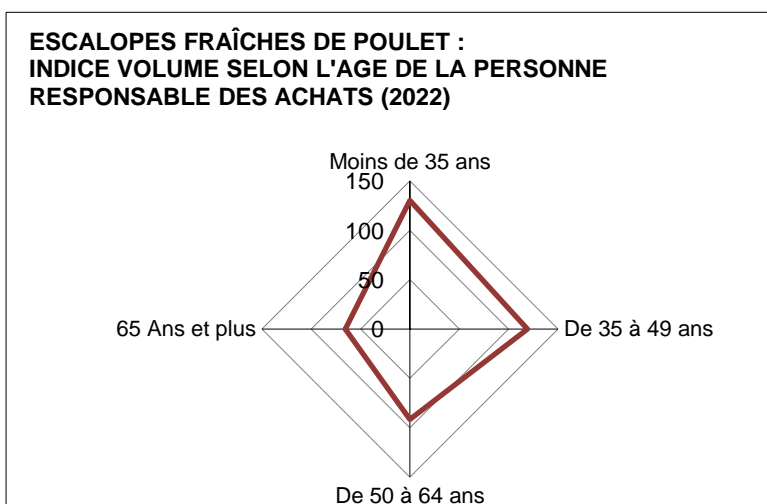 ESCALOPES FRAÎCHES DE POULET :
INDICE VOLUME SELON L'AGE DE LA PERSONNE
RESPONSABLE DES ACHATS (2022)
Moins de 35 ans
150
100
50
65 Ans et plus
0
De 35 à 49 ans
De 50 à 64 ans